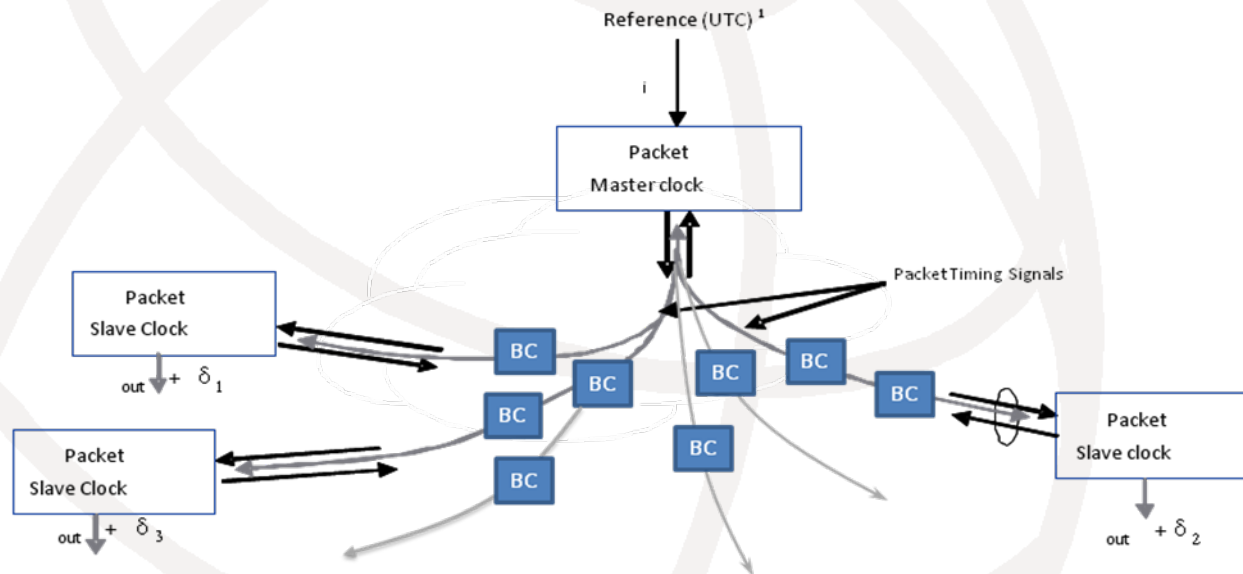 Reference (UTC) 1
i
Packet
Master clock
Packet Timing Signals
Packet
Slave Clock
out + δ 1
BC
BC
BC
BC
BC
BC
BC
BC
Packet
Slave Clock
out + δ 3
Packet
Slave clock
out + δ 2